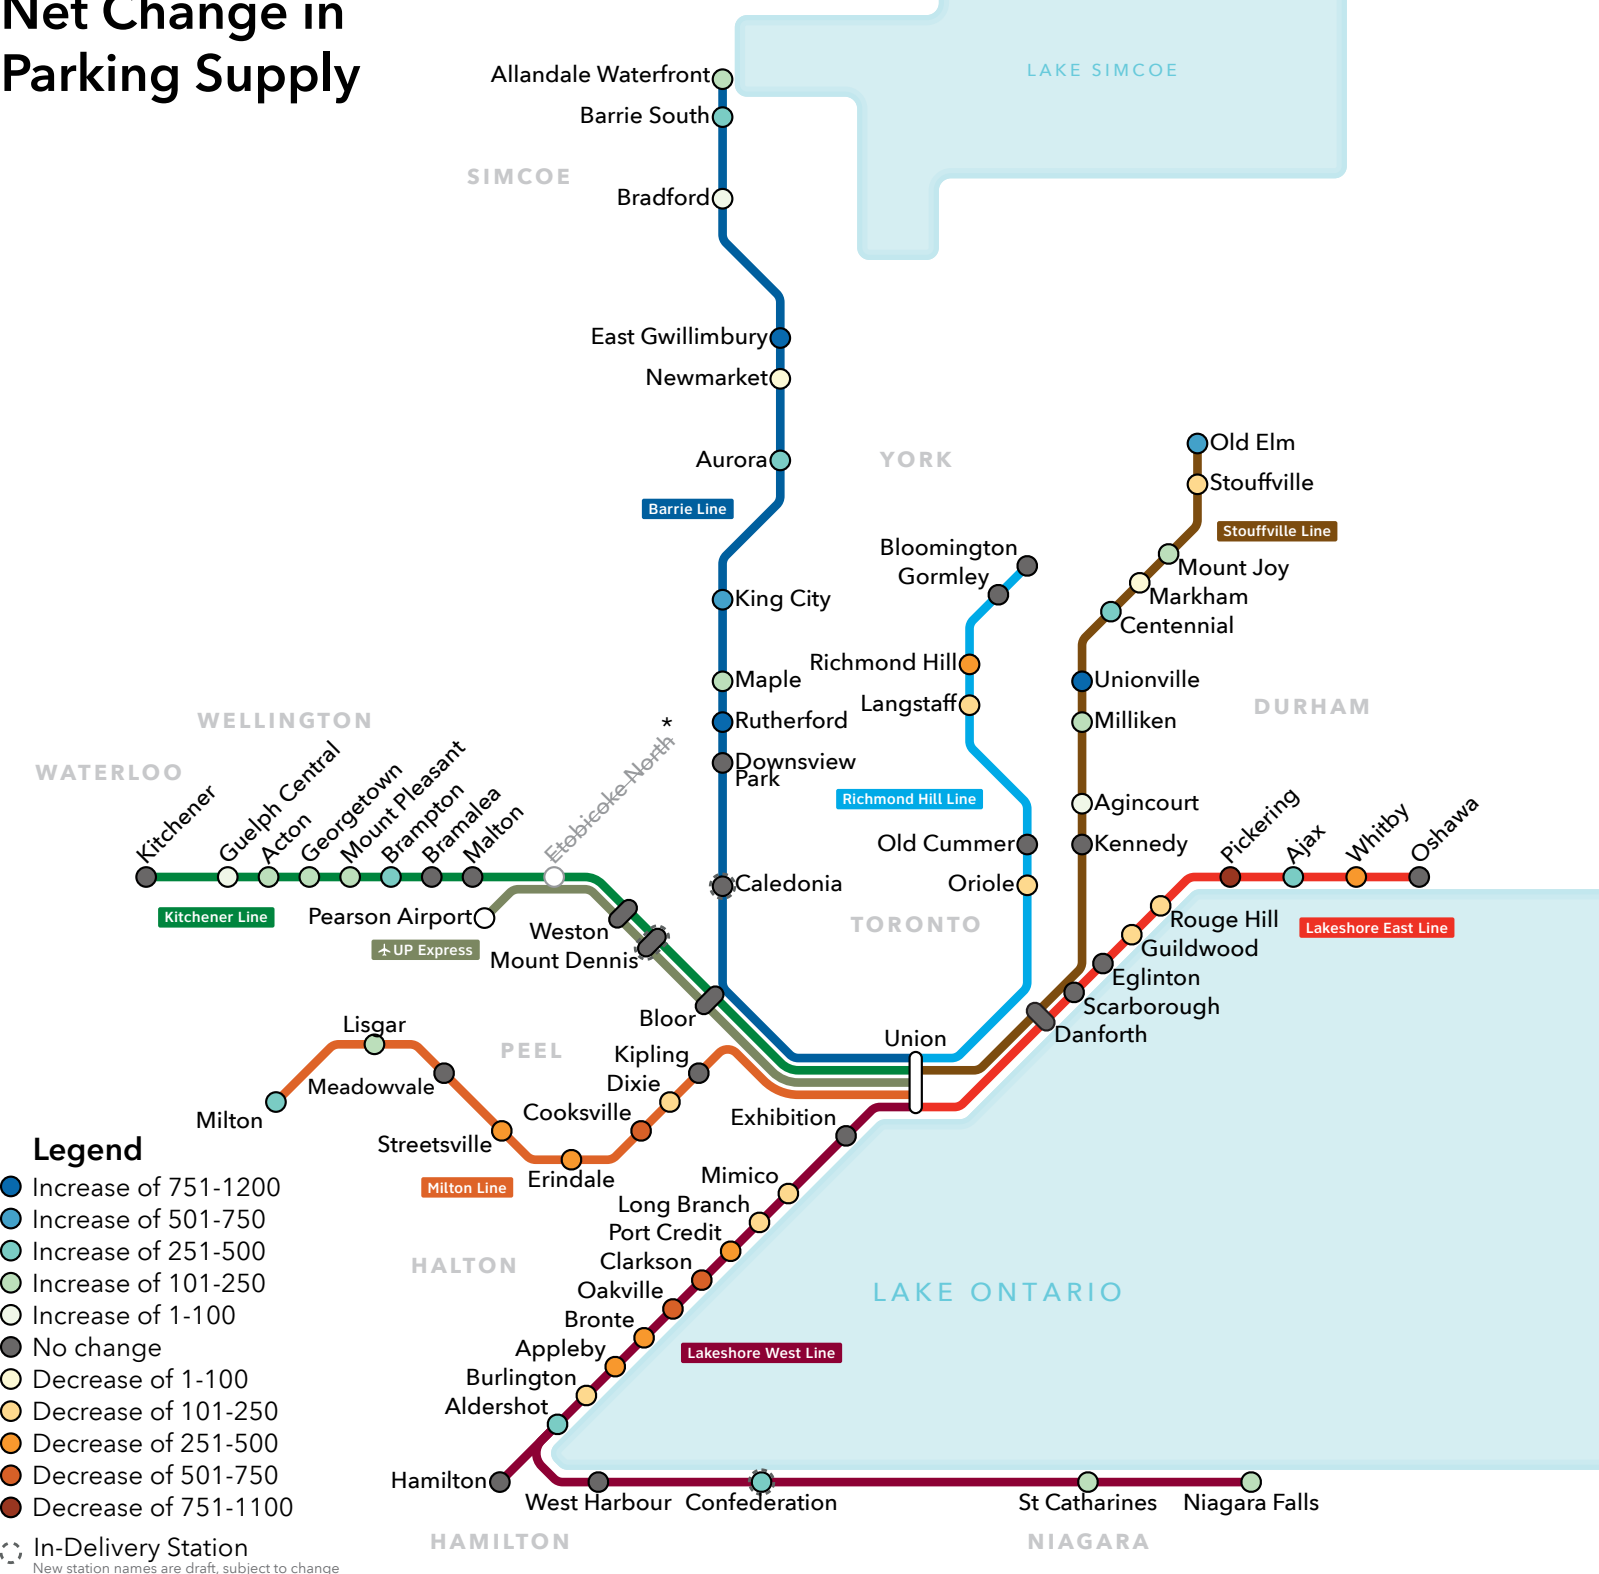 Net Change in
Parking Supply
LAKE SIMCOE
Allandale Waterfront
Barrie South
SIMCOE
Bradford
East Gwillimbury
Newmarket
Aurora
YORK
Barrie Line
Old Elm
Stouffville
Stouffville Line
Bloomington
Gormley
Mount Joy
Markham
Centennial
King City
Richmond Hill
Langstaff
Maple
Rutherford
Downsview
Park
Unionville
Milliken
DURHAM
WELLINGTON
WATERLOO
Richmond Hill Line
Agincourt
Kennedy
Old Cummer
Oriole
Caledonia
TORONTO
Kitchener
Guelph Central
Acton
Georgetown
Mount Pleasant
Brampton
Bramalea
Malton
Etobicoke North
*
Pickering
Ajax
Whitby
Oshawa
Kitchener Line
Pearson Airport
UP Express
Weston
Mount Dennis
Bloor
Rouge Hill
Guildwood
Eglinton
Scarborough
Danforth
Lakeshore East Line
Union
Lisgar
PEEL
Kipling
Meadowvale
Dixie
Milton
Cooksville
Streetsville
Erindale
Milton Line
Exhibition
Mimico
Long Branch
Port Credit
Clarkson
Oakville
Bronte
Appleby
Burlington
Aldershot
HALTON
LAKE ONTARIO
Lakeshore West Line
Hamilton
West Harbour
Confederation
St Catharines
Niagara Falls
HAMILTON
NIAGARA
Legend
Increase of 751-1200
Increase of 501-750
Increase of 251-500
Increase of 101-250
Increase of 1-100
No change
Decrease of 1-100
Decrease of 101-250
Decrease of 251-500
Decrease of 501-750
Decrease of 751-1100
In-Delivery Station
New station names are draft, subject to change